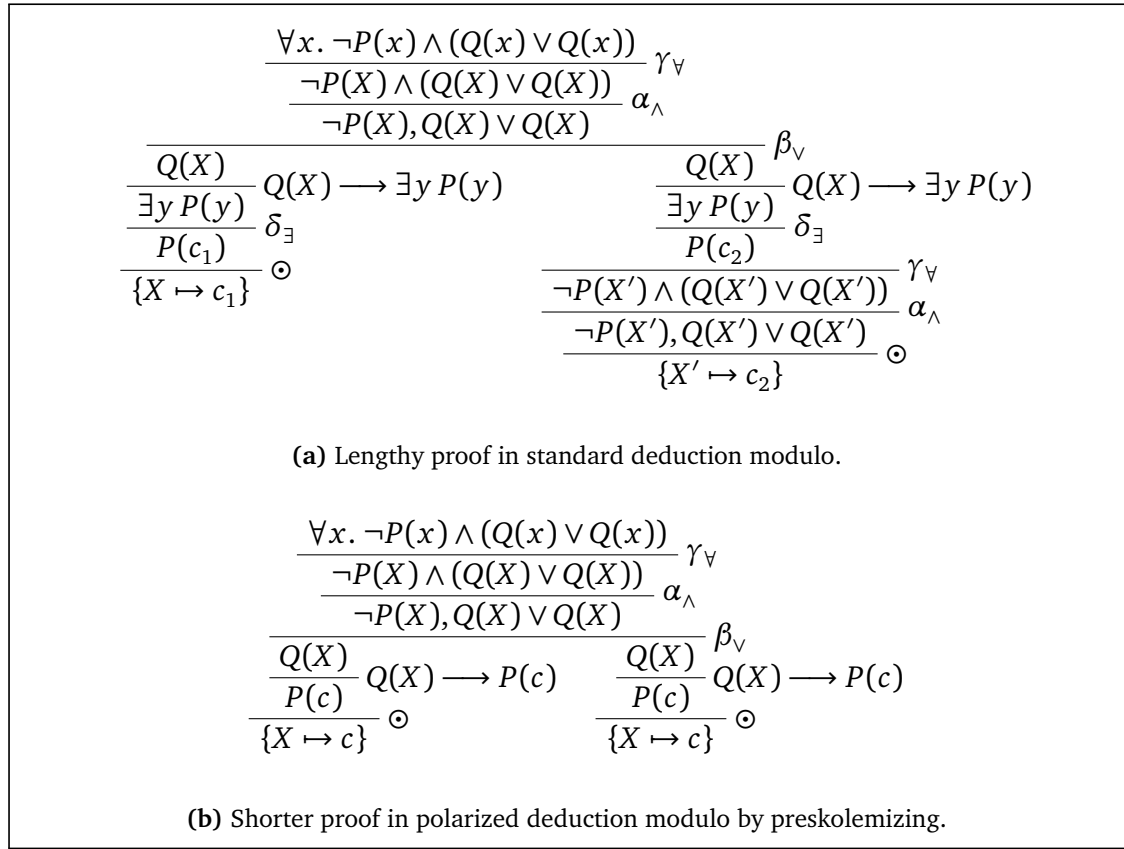 ∀x. ¬P(x) ∧ (Q(x) ∨ Q(x)) γ∀
¬P(X) ∧ (Q(X) ∨ Q(X)) α∧
¬P(X), Q(X) ∨ Q(X) β∨
Q(X) Q(X) ⟶ ∃y P(y) Q(X) Q(X) ⟶ ∃y P(y)
∃y P(y) δ∃ ∃y P(y) δ∃
P(c₁) ⊙ P(c₂) γ∀
{X ↦ c₁} ¬P(X′) ∧ (Q(X′) ∨ Q(X′)) α∧
¬P(X′), Q(X′) ∨ Q(X′) ⊙
{X′ ↦ c₂}
(a) Lengthy proof in standard deduction modulo.
∀x. ¬P(x) ∧ (Q(x) ∨ Q(x)) γ∀
¬P(X) ∧ (Q(X) ∨ Q(X)) α∧
¬P(X), Q(X) ∨ Q(X) β∨
Q(X) Q(X) ⟶ P(c) Q(X) Q(X) ⟶ P(c)
P(c) ⊙ P(c) ⊙
{X ↦ c} {X ↦ c}
(b) Shorter proof in polarized deduction modulo by preskolemizing.